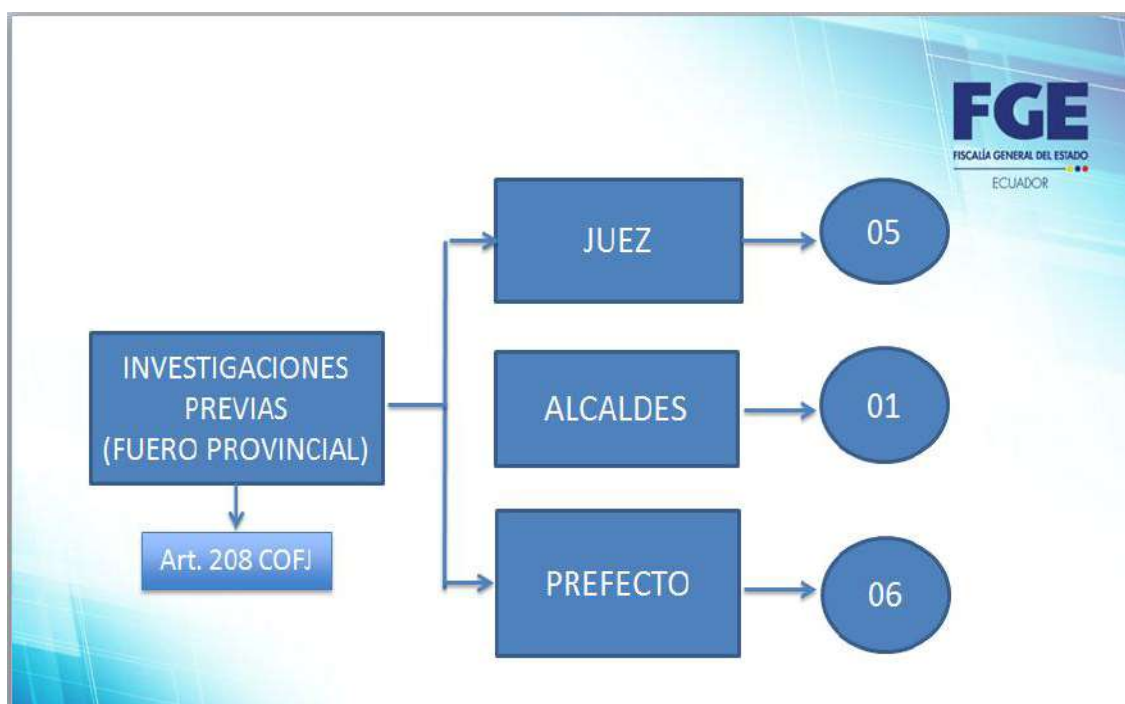 FGE
FISCALÍA GENERAL DEL ESTADO
ECUADOR
JUEZ
05
INVESTIGACIONES
PREVIAS
(FUERO PROVINCIAL)
ALCALDES
01
Art. 208 COFJ
PREFECTO
06